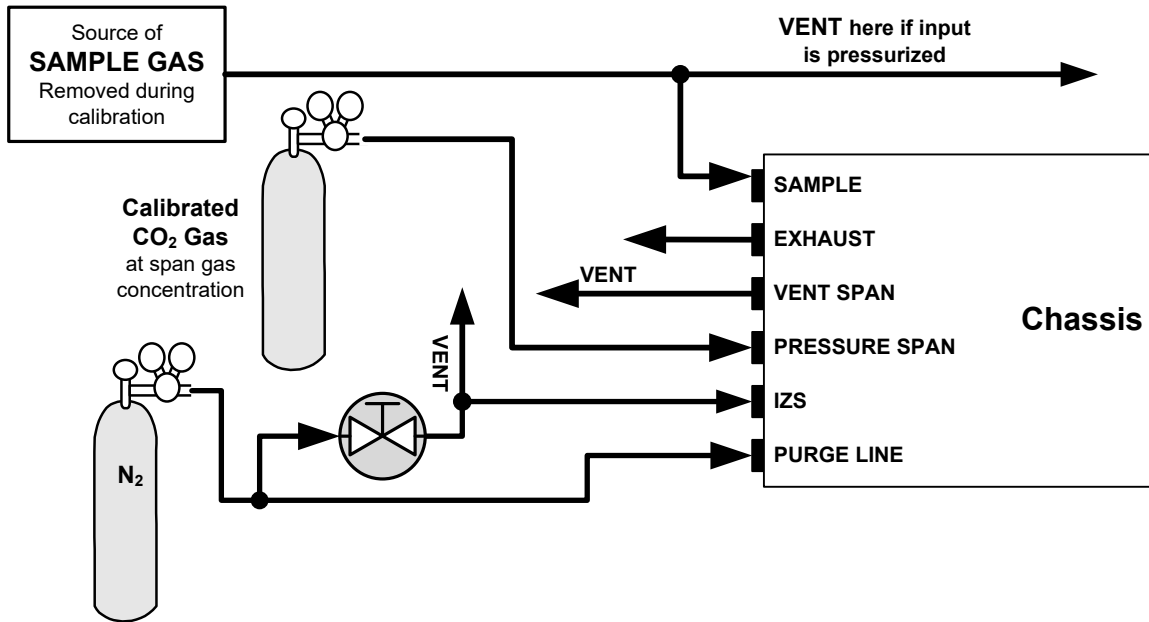 Source of
SAMPLE GAS
Removed during
calibration
VENT here if input
is pressurized
Calibrated
CO₂ Gas
at span gas
concentration
SAMPLE
EXHAUST
VENT
VENT SPAN
PRESSURE SPAN
Chassis
VENT
IZS
PURGE LINE
N₂